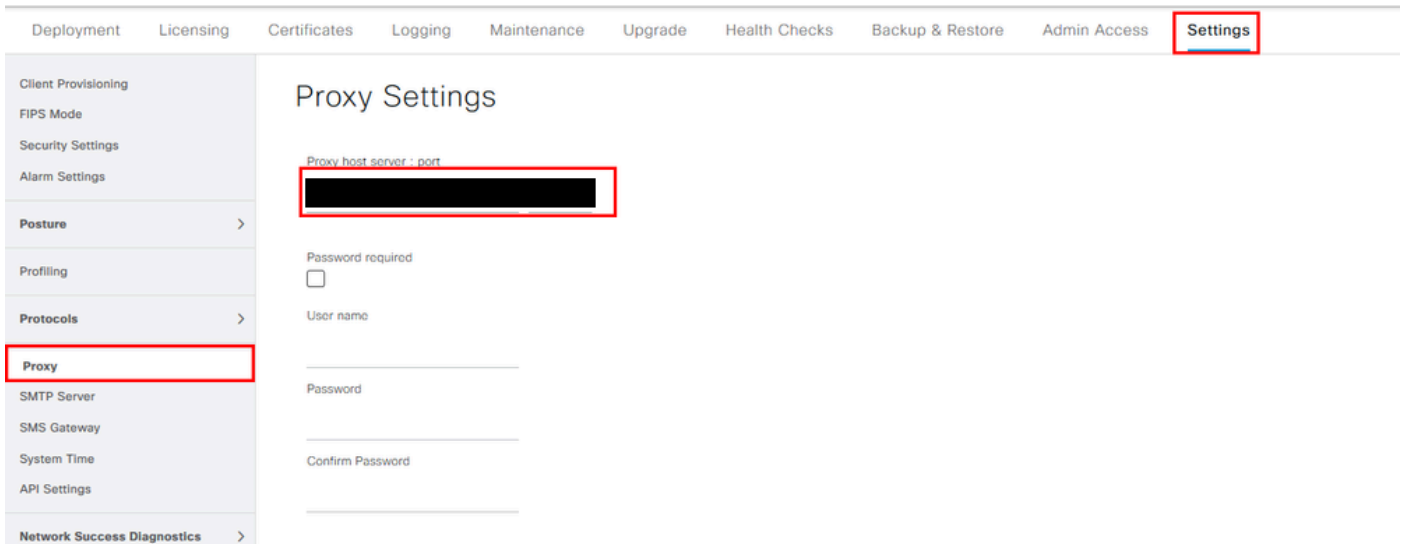 Deployment Licensing Certificates Logging Maintenance Upgrade Health Checks Backup & Restore Admin Access Settings
Client Provisioning
FIPS Mode
Security Settings
Alarm Settings
Posture
Profiling
Protocols
Proxy
SMTP Server
SMS Gateway
System Time
API Settings
Network Success Diagnostics
Proxy Settings
Proxy host server : port
Password required
User name
Password
Confirm Password